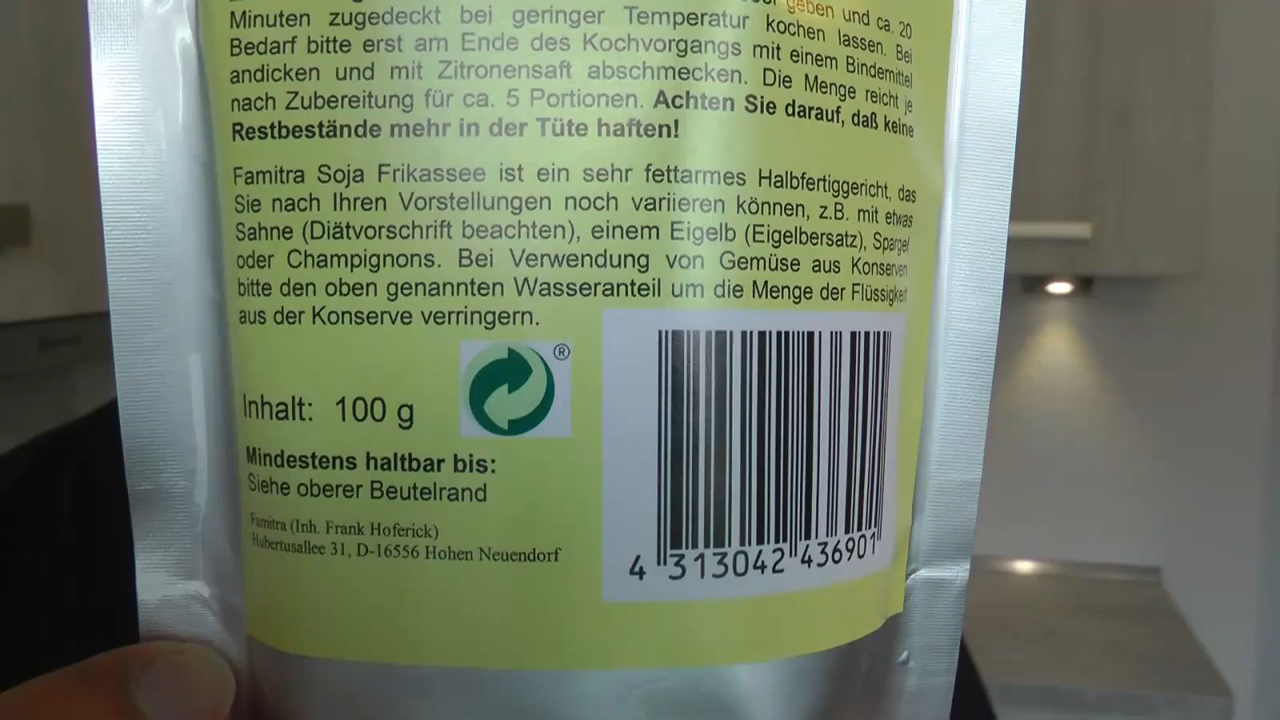 geben und ca. 20
Minuten zugedeckt bei geringer Temperatur kochen lassen. Bei
Bedarf bitte erst am Ende des Kochvorgangs mit einem Bindemittel
andicken und mit Zitronensaft abschmecken. Die Menge reicht je
nach Zubereitung für ca. 5 Portionen. Achten Sie darauf, daß keine
Restbestände mehr in der Tüte haften!
Famitra Soja Frikassee ist ein sehr fettarmes Halbfertiggericht, das
Sie nach Ihren Vorstellungen noch variieren können, z.B. mit etwas
Sahne (Diätvorschrift beachten), einem Eigelb (Eigelbersatz), Spargel
oder Champignons. Bei Verwendung von Gemüse aus Konserven
bitte den oben genannten Wasseranteil um die Menge der Flüssigkeit
aus der Konserve verringern.
®
Inhalt: 100 g
Mindestens haltbar bis:
Siehe oberer Beutelrand
Famitra (Inh. Frank Hoferick)
Hubertusallee 31, D-16556 Hohen Neuendorf
4 313042 436901